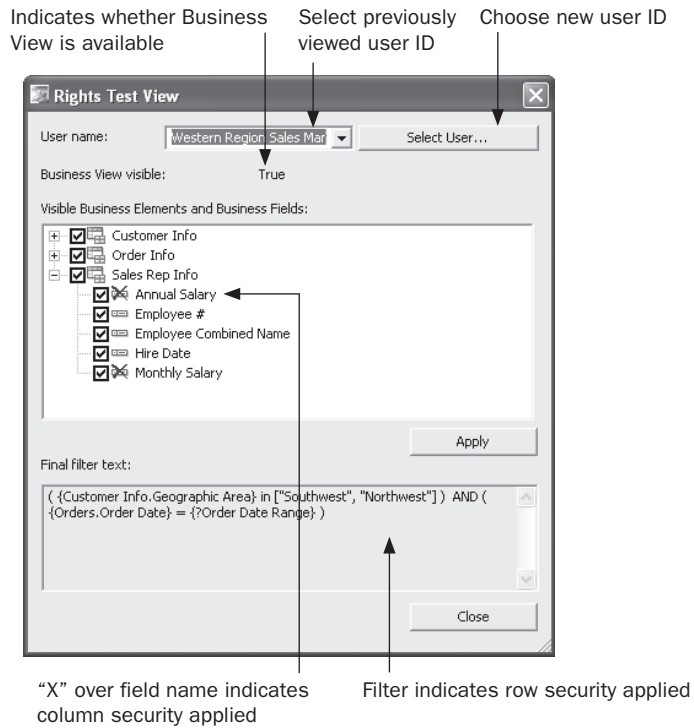 Indicates whether Business
View is available
Select previously
viewed user ID
Choose new user ID
Rights Test View
User name:
Western Region Sales Mar
Select User...
Business View visible:
True
Visible Business Elements and Business Fields:
Customer Info
Order Info
Sales Rep Info
Annual Salary
Employee #
Employee Combined Name
Hire Date
Monthly Salary
Apply
Final filter text:
( {Customer Info.Geographic Area} in ["Southwest", "Northwest"] ) AND (
{Orders.Order Date} = {?Order Date Range} )
Close
“X” over field name indicates
column security applied
Filter indicates row security applied